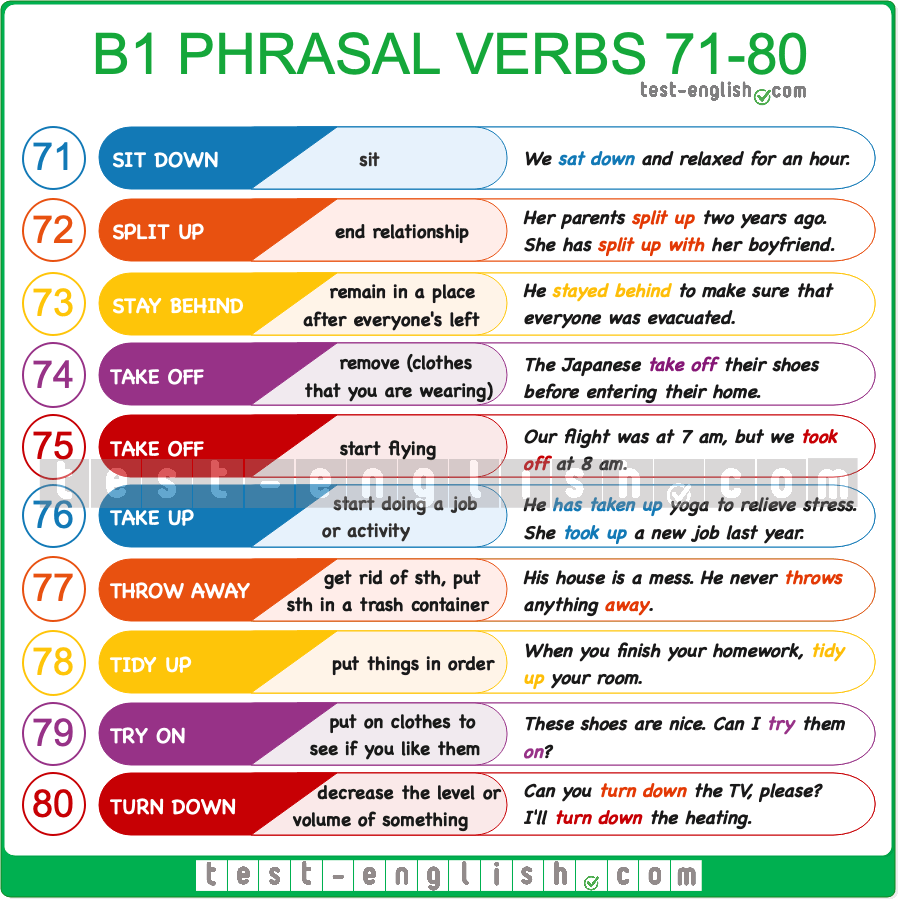 B1 PHRASAL VERBS 71-80
test-english.com
71
SIT DOWN
sit
We sat down and relaxed for an hour.
72
SPLIT UP
end relationship
Her parents split up two years ago.
She has split up with her boyfriend.
73
STAY BEHIND
remain in a place
after everyone's left
He stayed behind to make sure that
everyone was evacuated.
74
TAKE OFF
remove (clothes
that you are wearing)
The Japanese take off their shoes
before entering their home.
75
TAKE OFF
start flying
Our flight was at 7 am, but we took
off at 8 am.
test-english.com
76
TAKE UP
start doing a job
or activity
He has taken up yoga to relieve stress.
She took up a new job last year.
77
THROW AWAY
get rid of sth, put
sth in a trash container
His house is a mess. He never throws
anything away.
78
TIDY UP
put things in order
When you finish your homework, tidy
up your room.
79
TRY ON
put on clothes to
see if you like them
These shoes are nice. Can I try them
on?
80
TURN DOWN
decrease the level or
volume of something
Can you turn down the TV, please?
I'll turn down the heating.
test-english.com